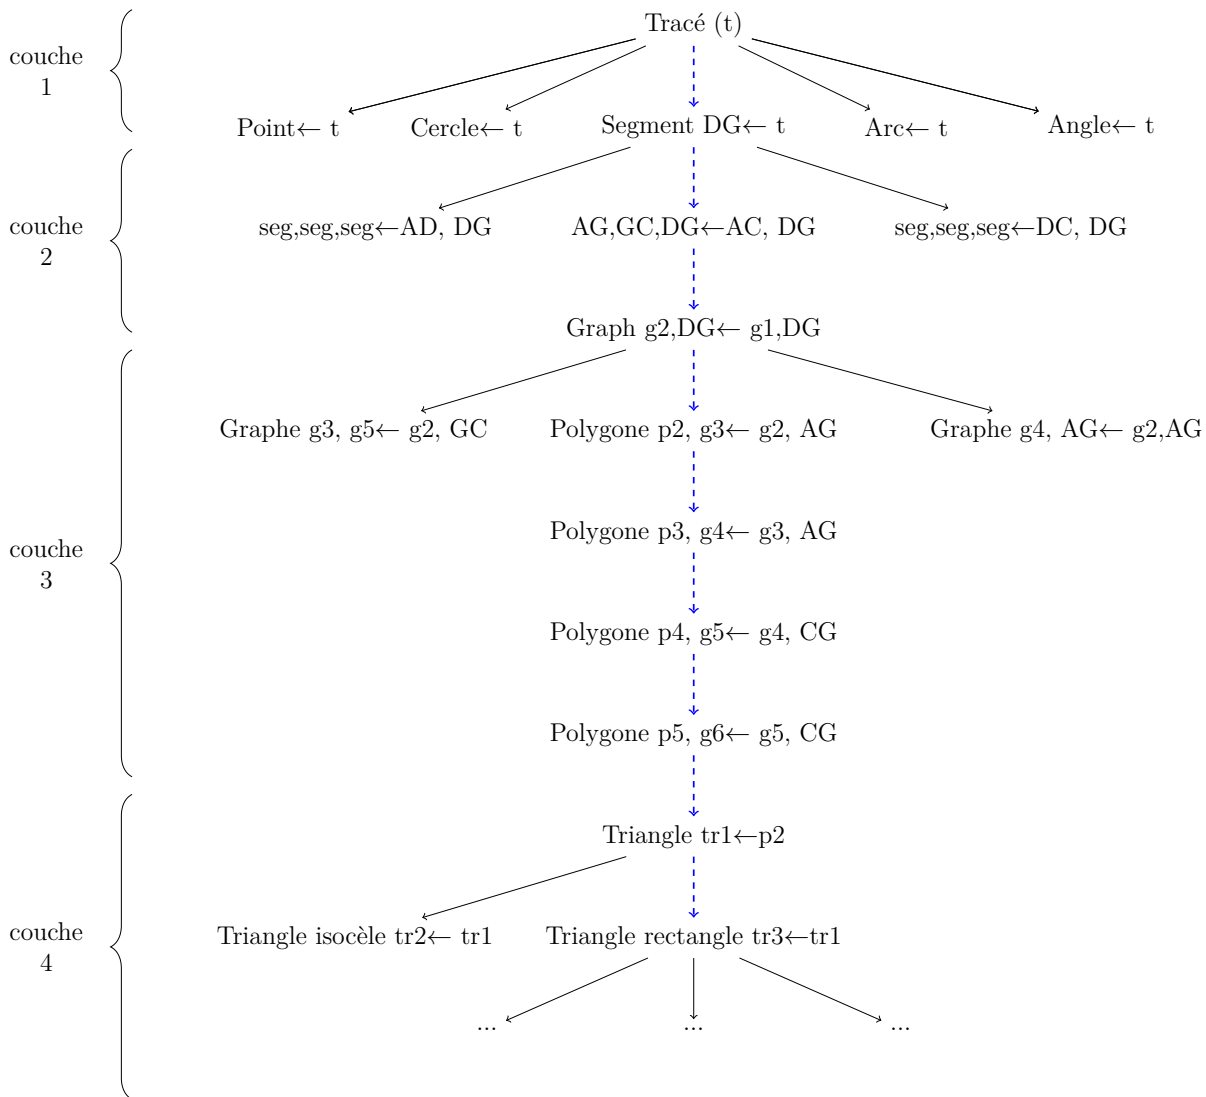 Tracé (t)
couche
1
Point← t
Cercle← t
Segment DG← t
Arc← t
Angle← t
couche
2
seg,seg,seg←AD, DG
AG,GC,DG←AC, DG
seg,seg,seg←DC, DG
Graph g2,DG← g1,DG
couche
3
Graphe g3, g5← g2, GC
Polygone p2, g3← g2, AG
Graphe g4, AG← g2,AG
Polygone p3, g4← g3, AG
Polygone p4, g5← g4, CG
Polygone p5, g6← g5, CG
couche
4
Triangle tr1←p2
Triangle isocèle tr2← tr1
Triangle rectangle tr3←tr1
...
...
...